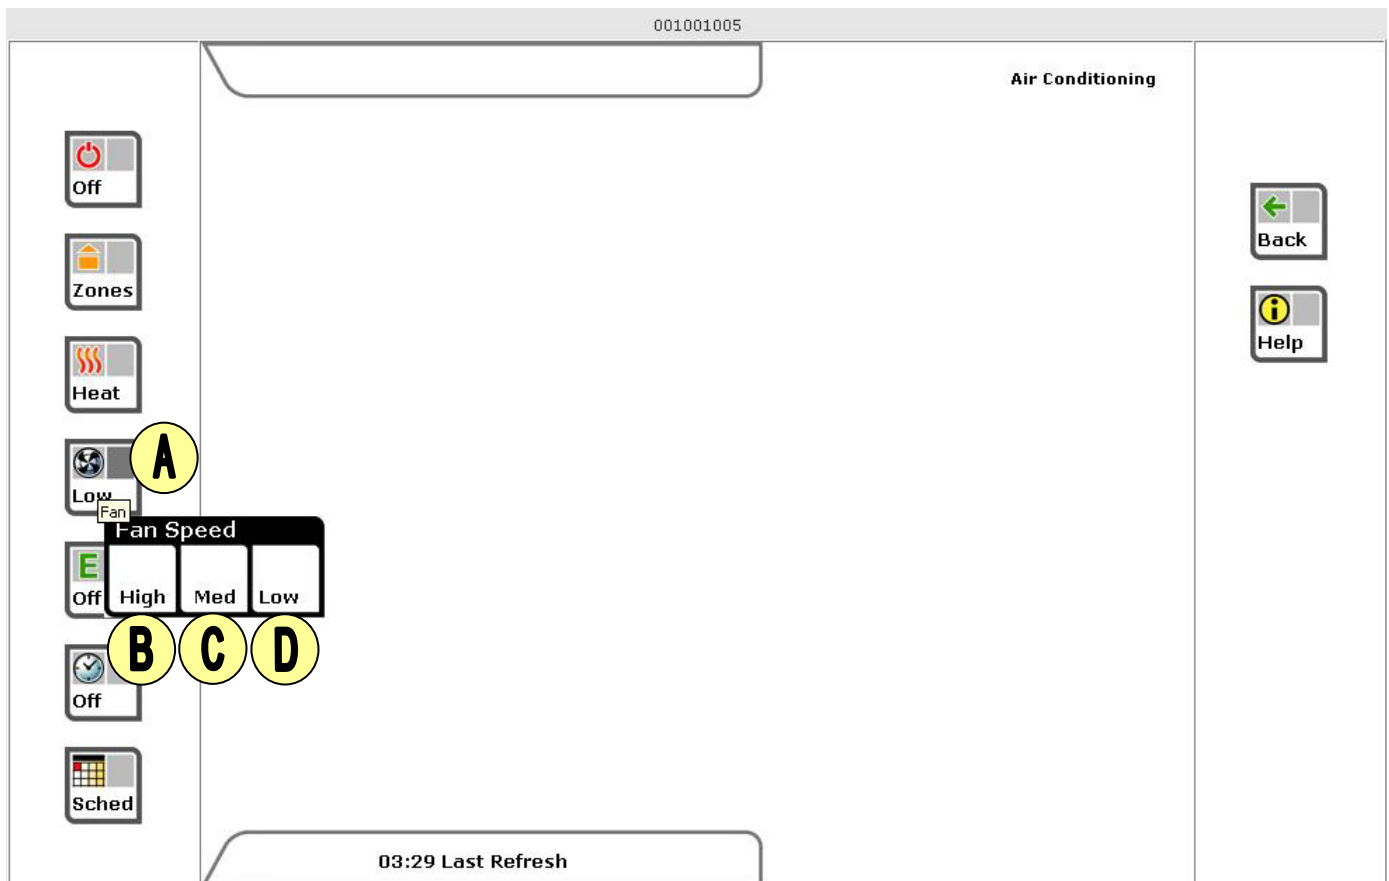 001001005
Air Conditioning
Off
Zones
Heat
A
Low
Fan
Fan Speed
High Med Low
E
Off
B C D
Off
Sched
Back
Help
03:29 Last Refresh